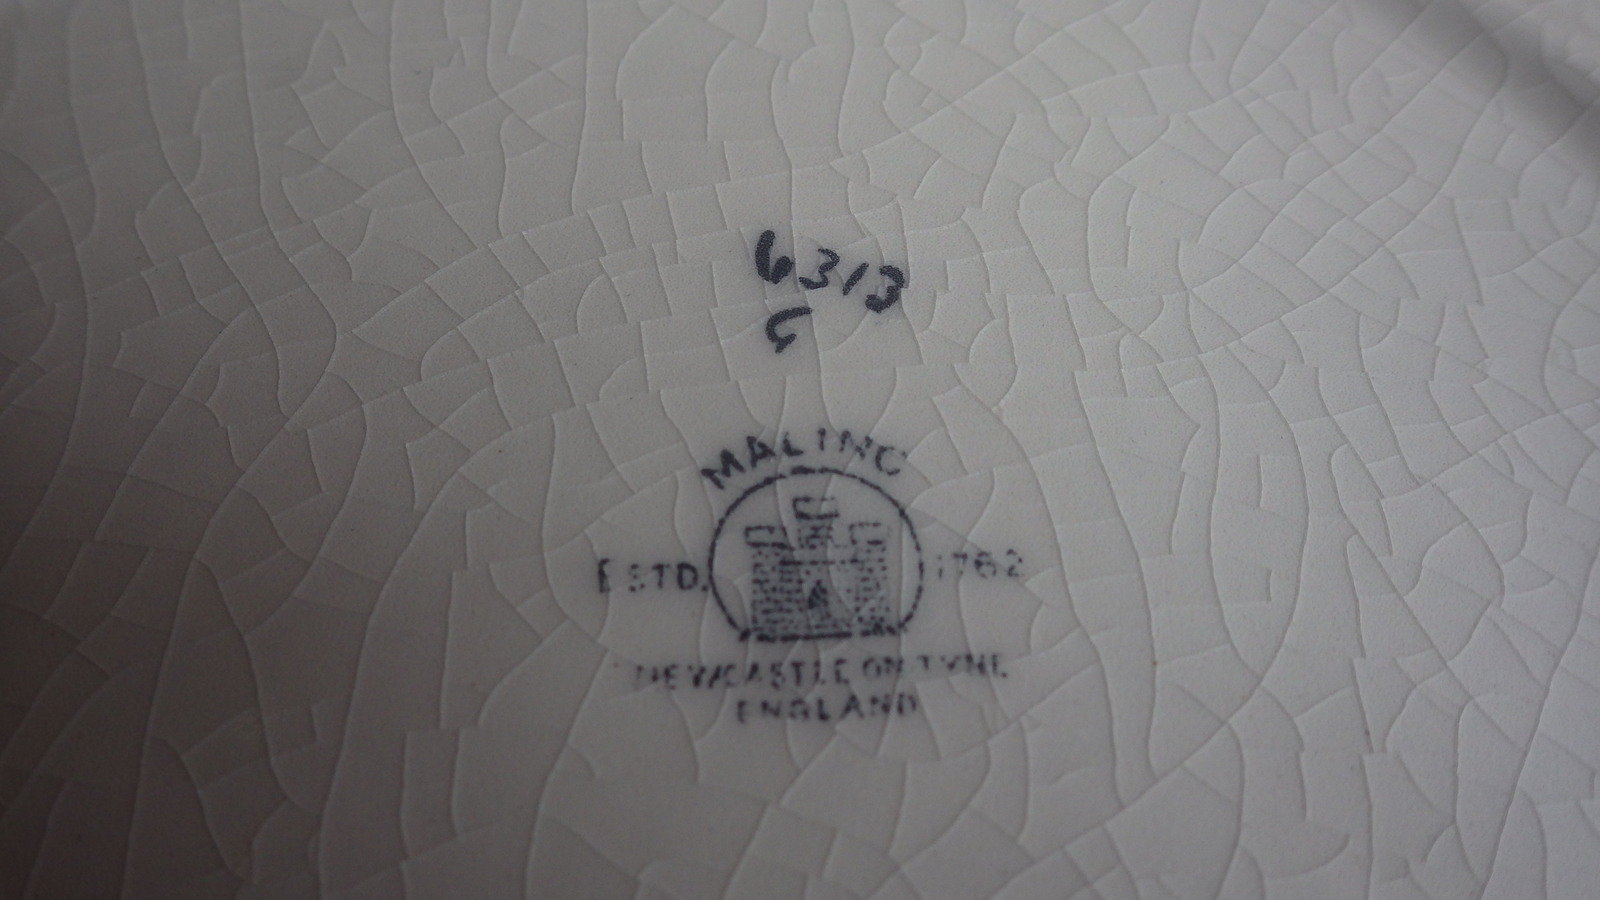 6313
MALING
ESTD. 1762
NEWCASTLE ON TYNE
ENGLAND